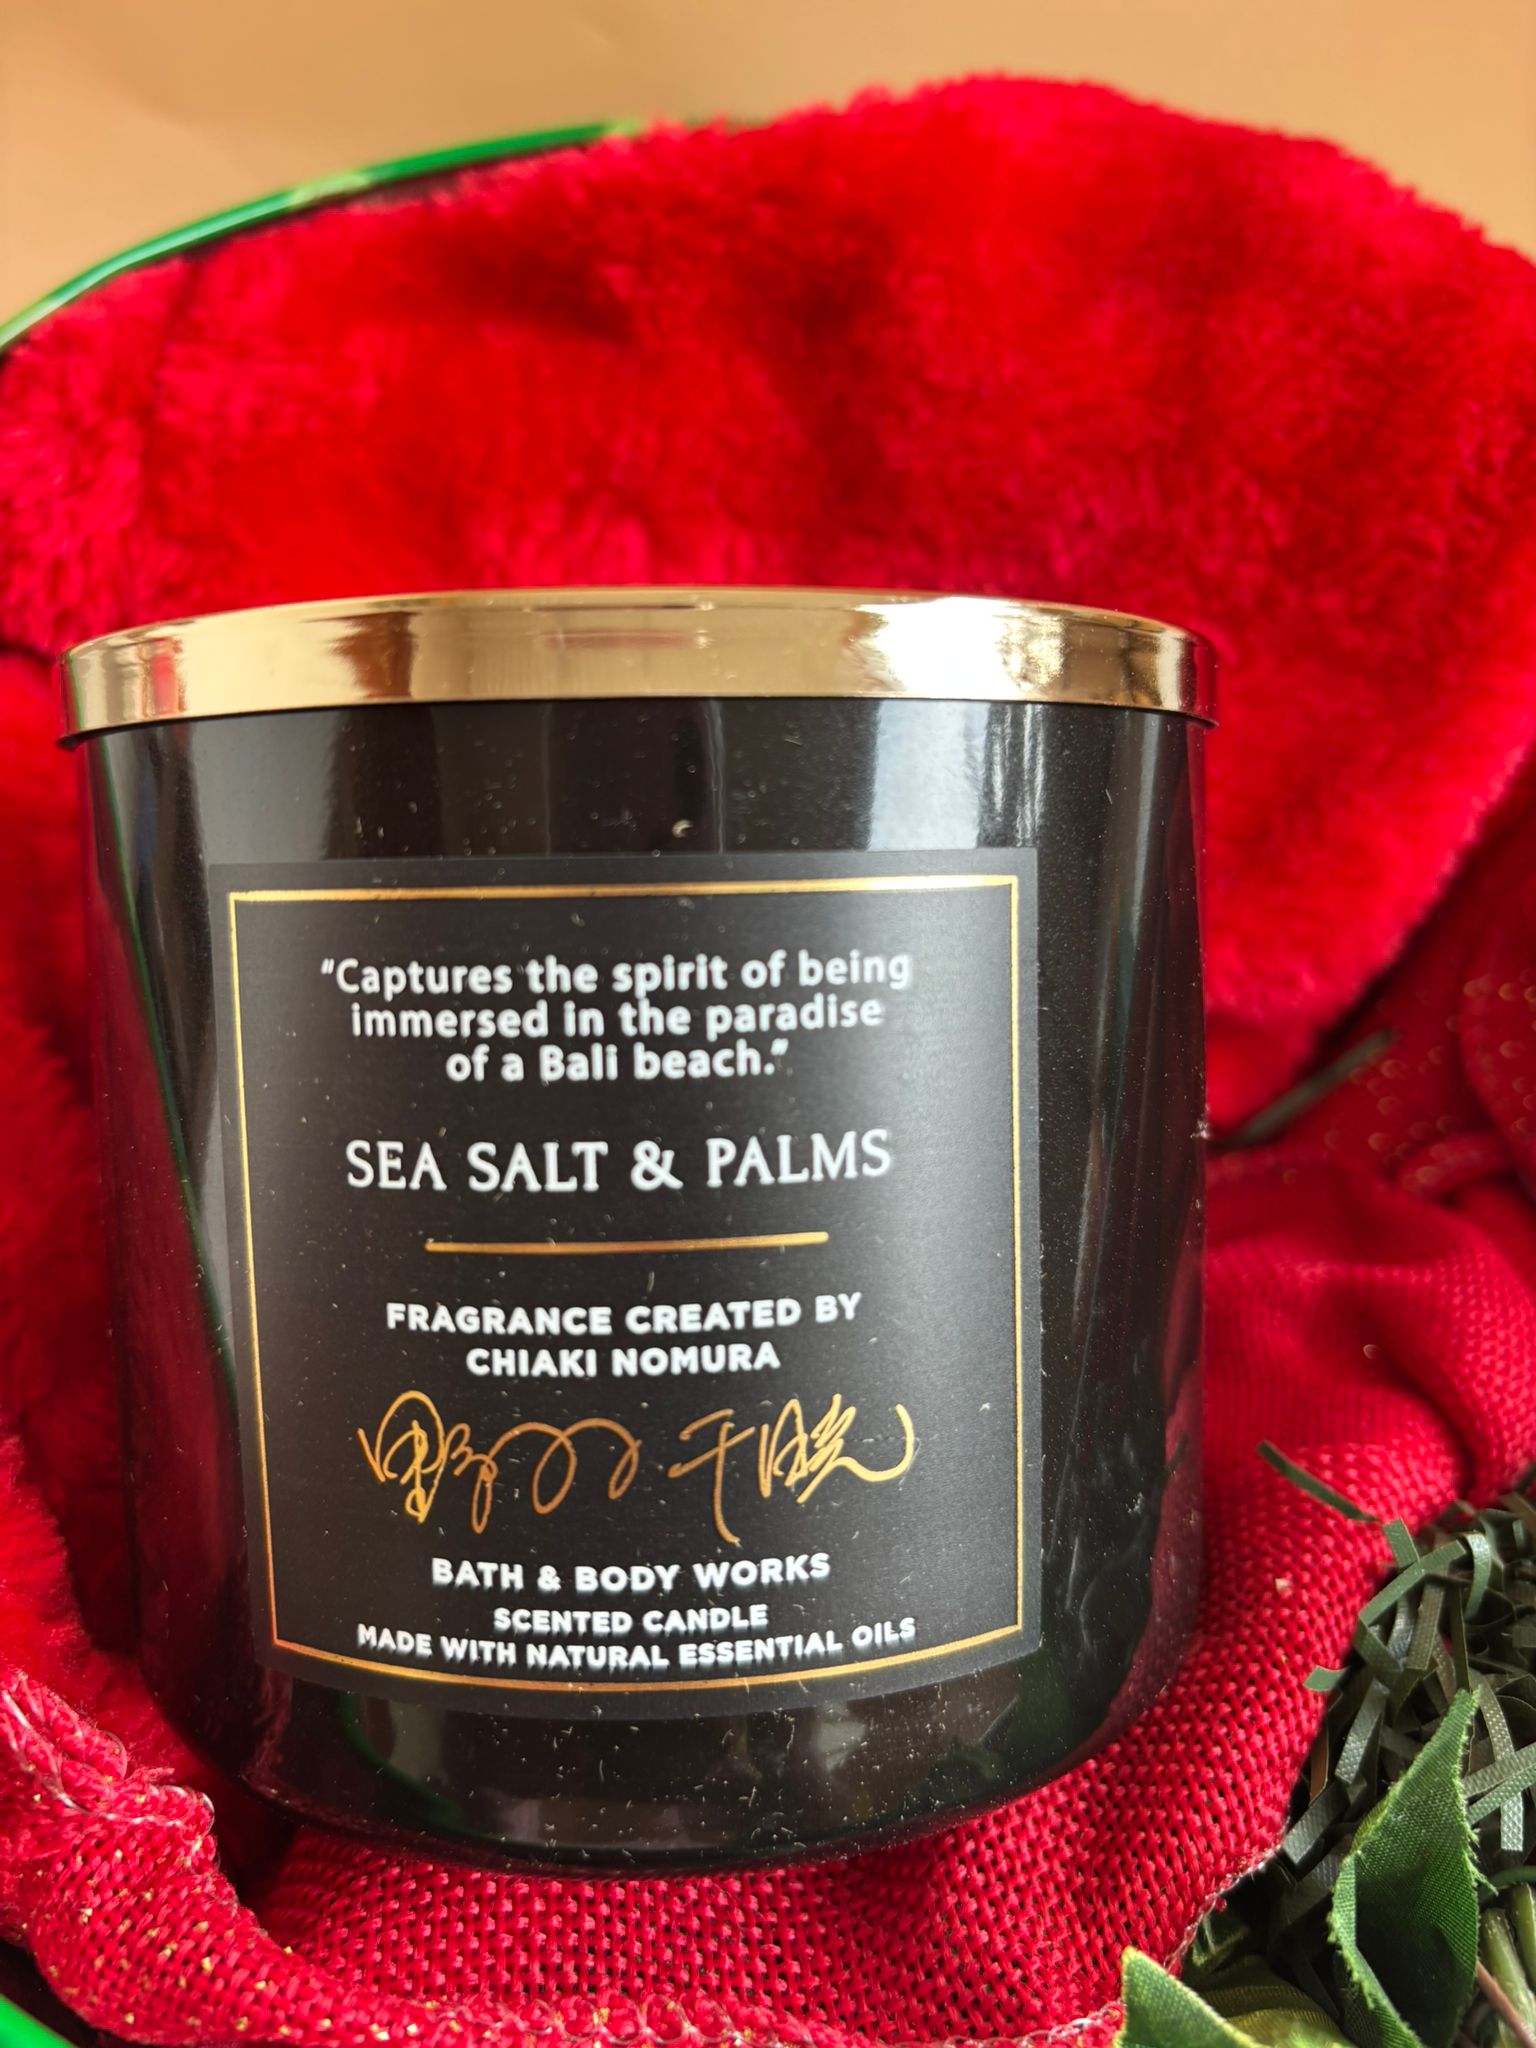 "Captures the spirit of being
immersed in the paradise
of a Bali beach."
SEA SALT & PALMS
FRAGRANCE CREATED BY
CHIAKI NOMURA
BATH & BODY WORKS
SCENTED CANDLE
MADE WITH NATURAL ESSENTIAL OILS